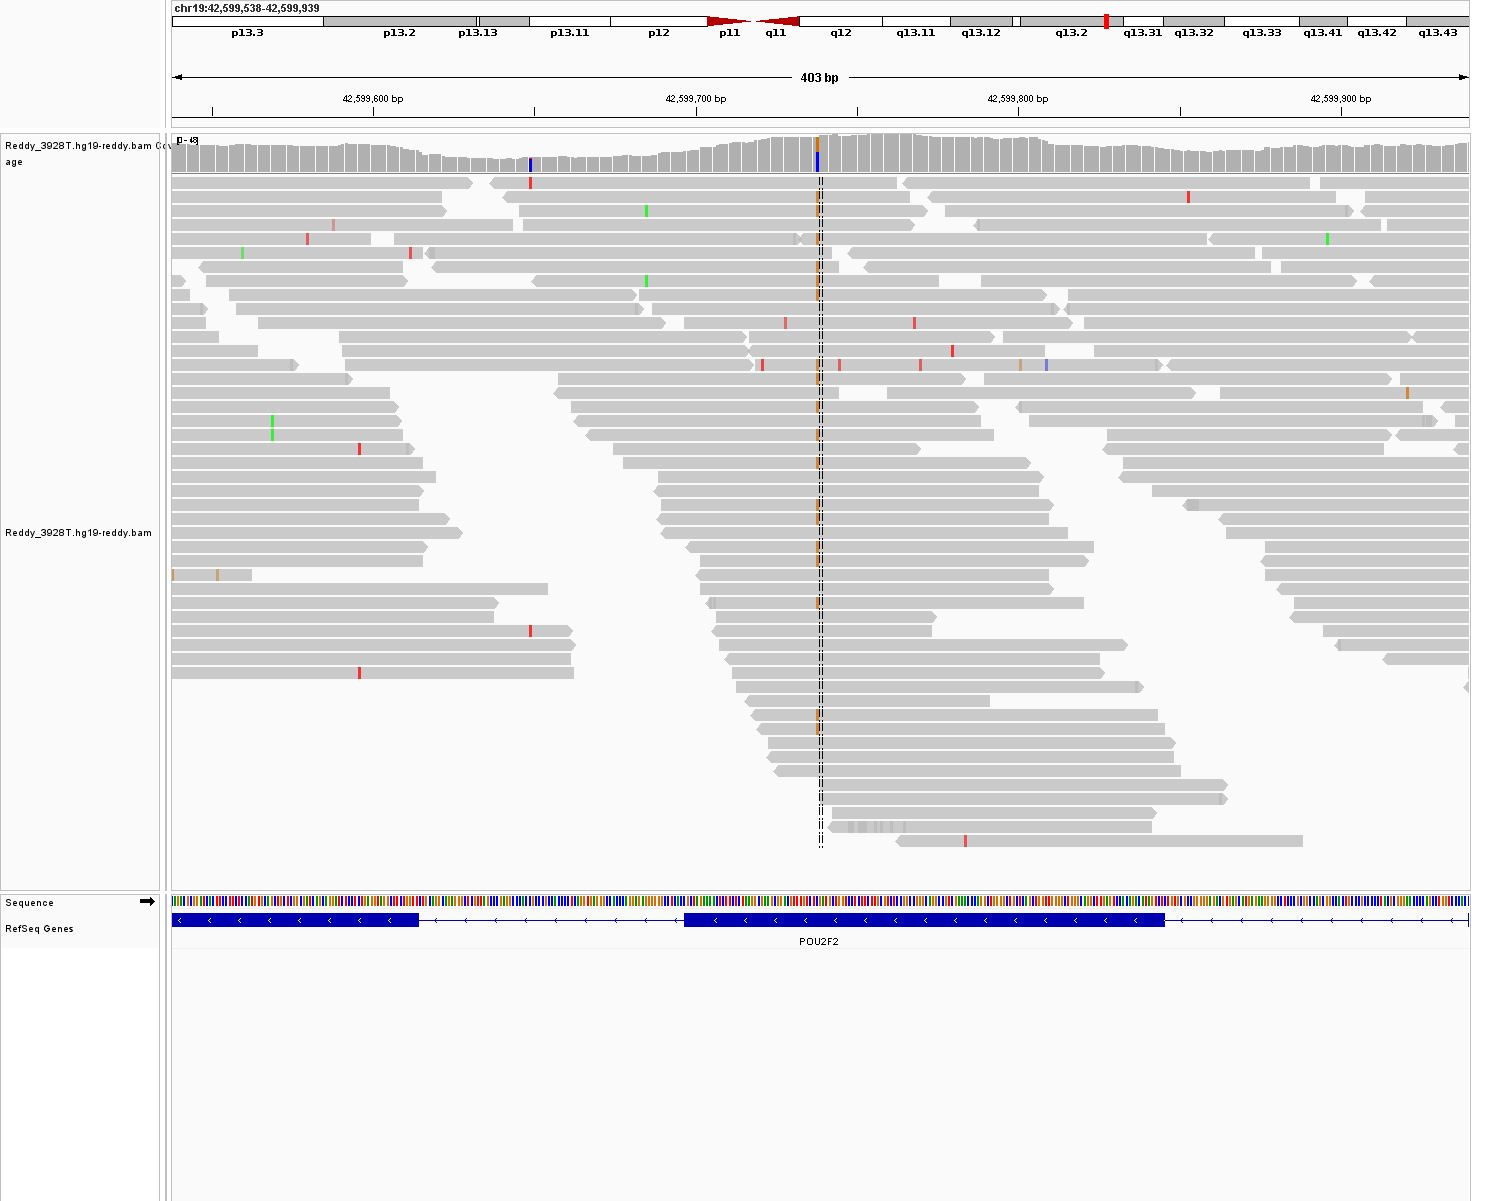 chr19:42,599,538-42,599,939
p13.3 p13.2 p13.13 p13.11 p12 p11 q11 q12 q13.11 q13.12 q13.2 q13.31 q13.32 q13.33 q13.41 q13.42 q13.43
403 bp
42,599,600 bp 42,599,700 bp 42,599,800 bp 42,599,900 bp
Reddy_3928T.hg19-reddy.bam
age
Reddy_3928T.hg19-reddy.bam
Sequence
RefSeq Genes
POU2F2